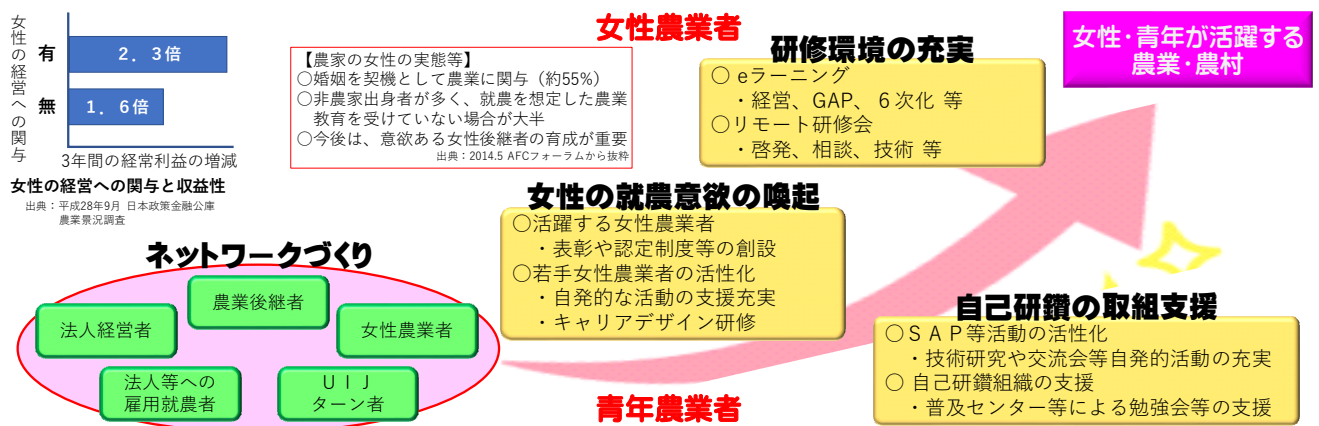 女性の経営への関与
有
2．3倍
無
1．6倍
3年間の経常利益の増減
女性の経営への関与と収益性
出典：平成28年9月 日本政策金融公庫
農業景況調査
女性農業者
【農家の女性の実態等】
○婚姻を契機として農業に関与（約55%）
○非農家出身者が多く、就農を想定した農業
教育を受けていない場合が大半
○今後は、意欲ある女性後継者の育成が重要
出典：2014.5 AFCフォーラムから抜粋
研修環境の充実
○ eラーニング
・経営、GAP、６次化 等
○リモート研修会
・啓発、相談、技術 等
女性・青年が活躍する
農業・農村
女性の就農意欲の喚起
○活躍する女性農業者
・表彰や認定制度等の創設
○若手女性農業者の活性化
・自発的な活動の支援充実
・キャリアデザイン研修
ネットワークづくり
農業後継者
法人経営者
女性農業者
法人等への
雇用就農者
ＵＩＪ
ターン者
自己研鑽の取組支援
○ＳＡＰ等活動の活性化
・技術研究や交流会等自発的活動の充実
○ 自己研鑽組織の支援
・普及センター等による勉強会等の支援
青年農業者